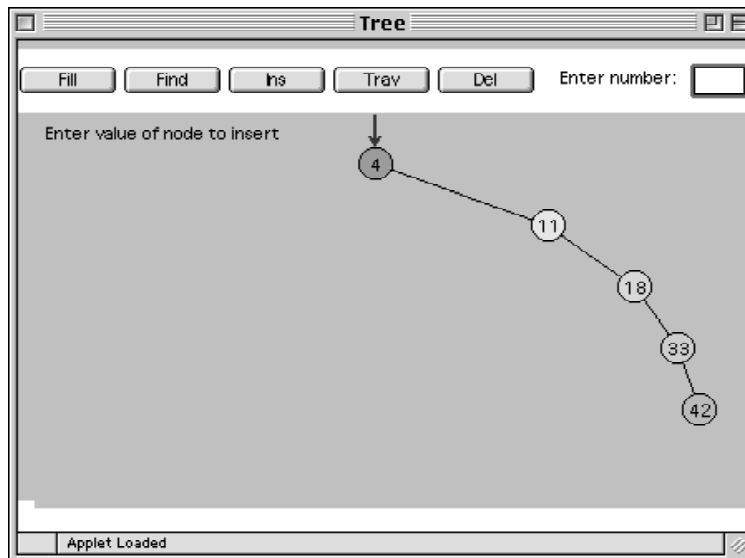 Tree
Fill Find Ins Trav Del Enter number:
Enter value of node to insert
4
11
18
33
42
Applet Loaded